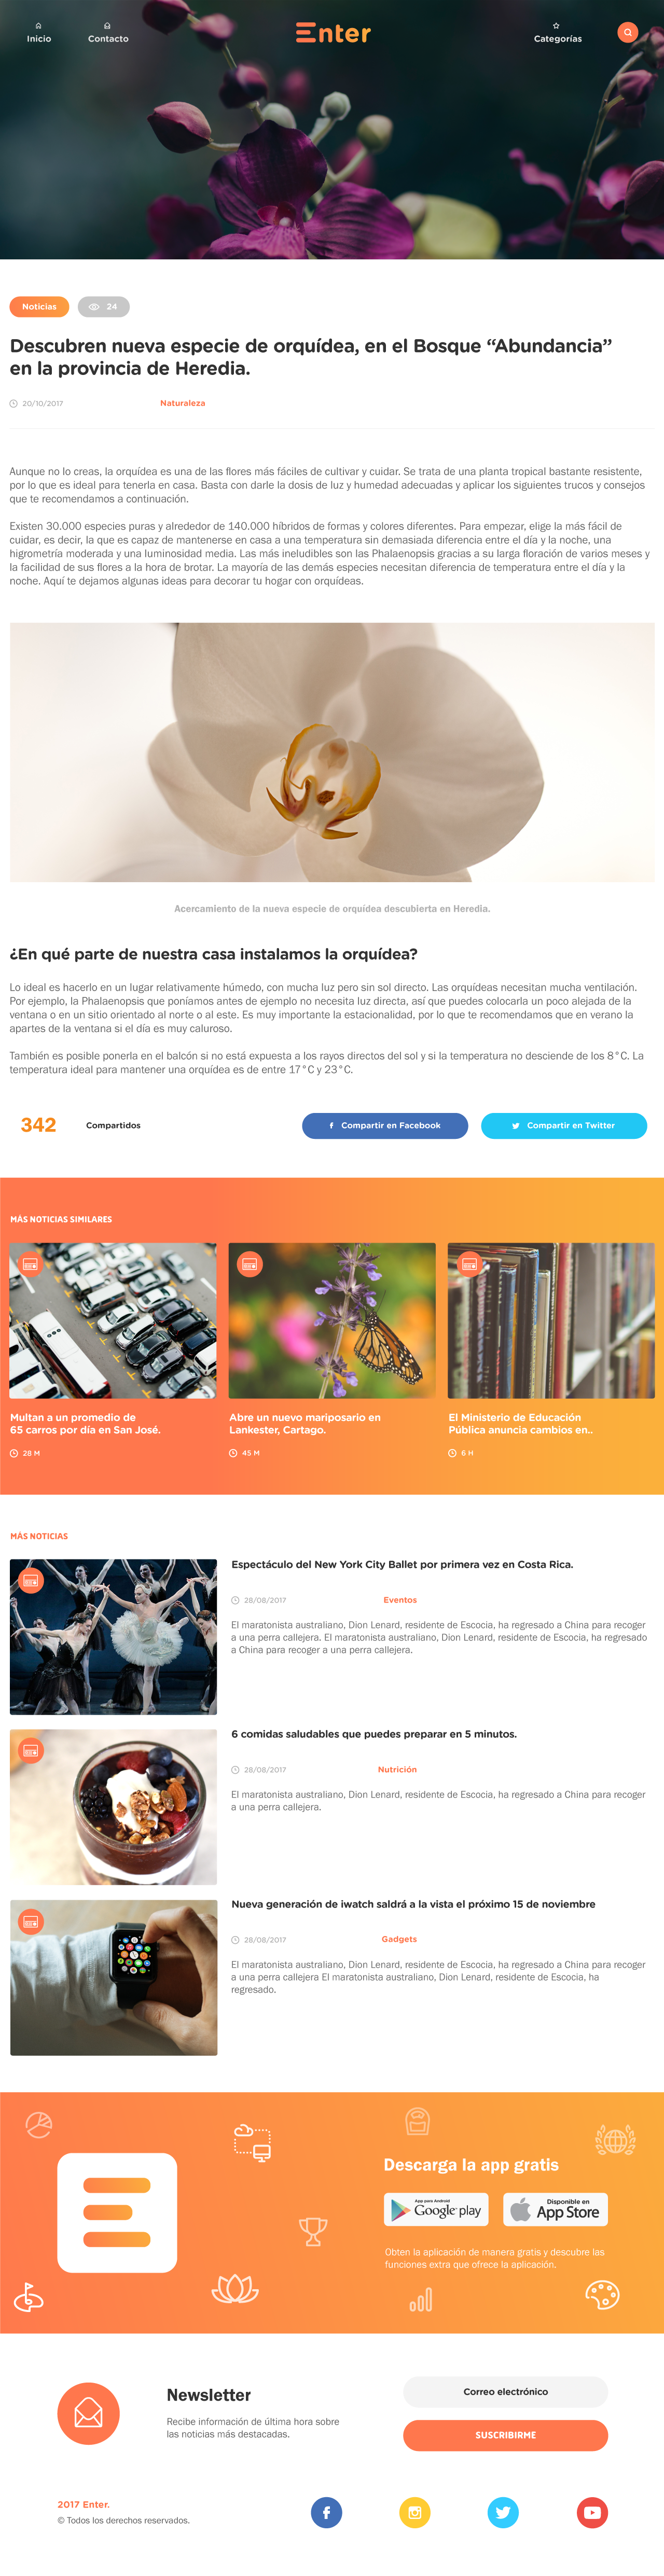 Inicio
Contacto
Enter
Categorías
Noticias
24
Descubren nueva especie de orquídea, en el Bosque “Abundancia”
en la provincia de Heredia.
20/10/2017
Naturaleza
Aunque no lo creas, la orquídea es una de las flores más fáciles de cultivar y cuidar. Se trata de una planta tropical bastante resistente,
por lo que es ideal para tenerla en casa. Basta con darle la dosis de luz y humedad adecuadas y aplicar los siguientes trucos y consejos
que te recomendamos a continuación.
Existen 30.000 especies puras y alrededor de 140.000 híbridos de formas y colores diferentes. Para empezar, elige la más fácil de
cuidar, es decir, la que es capaz de mantenerse en casa a una temperatura sin demasiada diferencia entre el día y la noche, una
higrometría moderada y una luminosidad media. Las más ineludibles son las Phalaenopsis gracias a su larga floración de varios meses y
la facilidad de sus flores a la hora de brotar. La mayoría de las demás especies necesitan diferencia de temperatura entre el día y la
noche. Aquí te dejamos algunas ideas para decorar tu hogar con orquídeas.
Acercamiento de la nueva especie de orquídea descubierta en Heredia.
¿En qué parte de nuestra casa instalamos la orquídea?
Lo ideal es hacerlo en un lugar relativamente húmedo, con mucha luz pero sin sol directo. Las orquídeas necesitan mucha ventilación.
Por ejemplo, la Phalaenopsis que poníamos antes de ejemplo no necesita luz directa, así que puedes colocarla un poco alejada de la
ventana o en un sitio orientado al norte o al este. Es muy importante la estacionalidad, por lo que te recomendamos que en verano la
apartes de la ventana si el día es muy caluroso.
También es posible ponerla en el balcón si no está expuesta a los rayos directos del sol y si la temperatura no desciende de los 8°C. La
temperatura ideal para mantener una orquídea es de entre 17°C y 23°C.
342
Compartidos
Compartir en Facebook
Compartir en Twitter
MÁS NOTICIAS SIMILARES
Multan a un promedio de
65 carros por día en San José.
28 M
Abre un nuevo mariposario en
Lankester, Cartago.
45 M
El Ministerio de Educación
Pública anuncia cambios en..
6 H
MÁS NOTICIAS
Espectáculo del New York City Ballet por primera vez en Costa Rica.
28/08/2017
Eventos
El maratonista australiano, Dion Lenard, residente de Escocia, ha regresado a China para recoger
a una perra callejera. El maratonista australiano, Dion Lenard, residente de Escocia, ha regresado
a China para recoger a una perra callejera.
6 comidas saludables que puedes preparar en 5 minutos.
28/08/2017
Nutrición
El maratonista australiano, Dion Lenard, residente de Escocia, ha regresado a China para recoger
a una perra callejera.
Nueva generación de iwatch saldrá a la vista el próximo 15 de noviembre
28/08/2017
Gadgets
El maratonista australiano, Dion Lenard, residente de Escocia, ha regresado a China para recoger
a una perra callejera El maratonista australiano, Dion Lenard, residente de Escocia, ha
regresado.
Descarga la app gratis
App para Android
Google play
Disponible en
App Store
Obten la aplicación de manera gratis y descubre las
funciones extra que ofrece la aplicación.
Newsletter
Recibe información de última hora sobre
las noticias más destacadas.
Correo electrónico
SUSCRIBIRME
2017 Enter.
© Todos los derechos reservados.